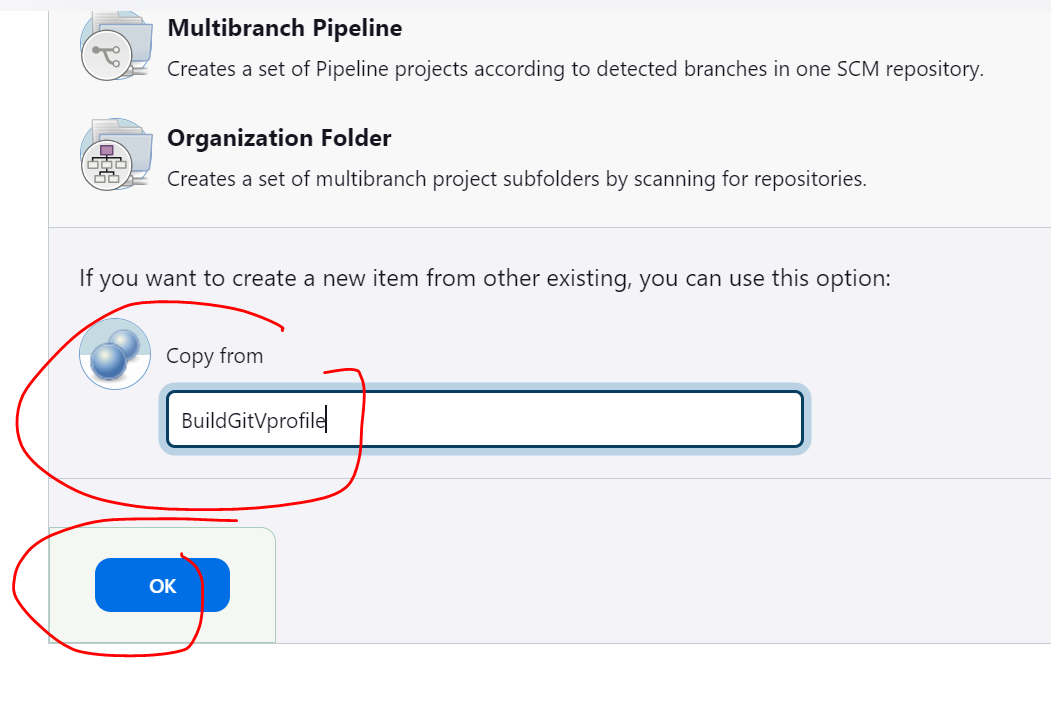 Multibranch Pipeline
Creates a set of Pipeline projects according to detected branches in one SCM repository.
Organization Folder
Creates a set of multibranch project subfolders by scanning for repositories.
If you want to create a new item from other existing, you can use this option:
Copy from
BuildGitVprofile
OK